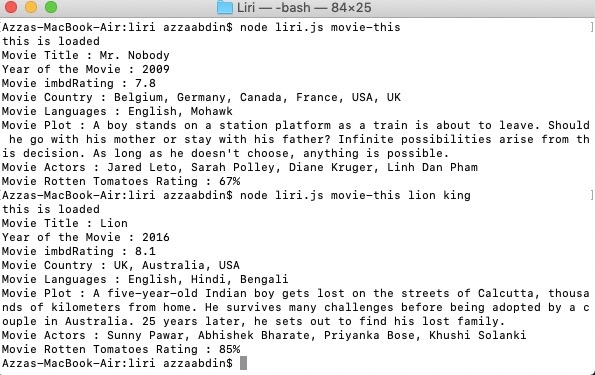 Liri — -bash — 84×25
[Azzas-MacBook-Air:liri azzaabdin$ node liri.js movie-this ]
this is loaded
Movie Title : Mr. Nobody
Year of the Movie : 2009
Movie imbdRating : 7.8
Movie Country : Belgium, Germany, Canada, France, USA, UK
Movie Languages : English, Mohawk
Movie Plot : A boy stands on a station platform as a train is about to leave. Should
he go with his mother or stay with his father? Infinite possibilities arise from th
is decision. As long as he doesn't choose, anything is possible.
Movie Actors : Jared Leto, Sarah Polley, Diane Kruger, Linh Dan Pham
Movie Rotten Tomatoes Rating : 67%
[Azzas-MacBook-Air:liri azzaabdin$ node liri.js movie-this lion king ]
this is loaded
Movie Title : Lion
Year of the Movie : 2016
Movie imbdRating : 8.1
Movie Country : UK, Australia, USA
Movie Languages : English, Hindi, Bengali
Movie Plot : A five-year-old Indian boy gets lost on the streets of Calcutta, thousa
nds of kilometers from home. He survives many challenges before being adopted by a c
ouple in Australia. 25 years later, he sets out to find his lost family.
Movie Actors : Sunny Pawar, Abhishek Bharate, Priyanka Bose, Khushi Solanki
Movie Rotten Tomatoes Rating : 85%
Azzas-MacBook-Air:liri azzaabdin$